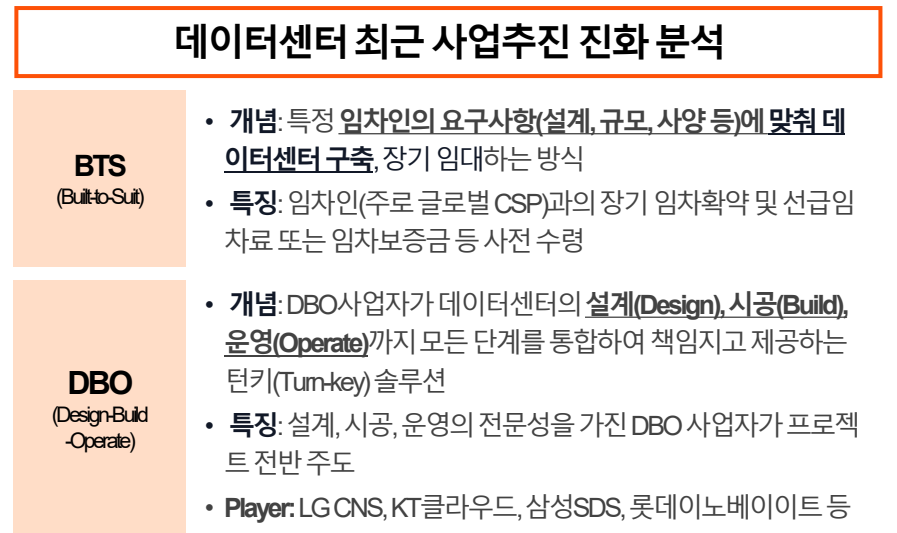 데이터센터 최근 사업추진 진화 분석
BTS
(Built-to-Suit)
• 개념: 특정 임차인의 요구사항(설계, 규모, 사양 등)에 맞춰 데
이터센터 구축, 장기 임대하는 방식
• 특징: 임차인(주로 글로벌 CSP)과의 장기 임차확약 및 선급임
차료 또는 임차보증금 등 사전 수령
DBO
(Design-Build
-Operate)
• 개념: DBO사업자가 데이터센터의 설계(Design), 시공(Build),
운영(Operate)까지 모든 단계를 통합하여 책임지고 제공하는
턴키(Turn-key) 솔루션
• 특징: 설계, 시공, 운영의 전문성을 가진 DBO 사업자가 프로젝
트 전반 주도
• Player: LG CNS, KT클라우드, 삼성SDS, 롯데이노베이이트 등